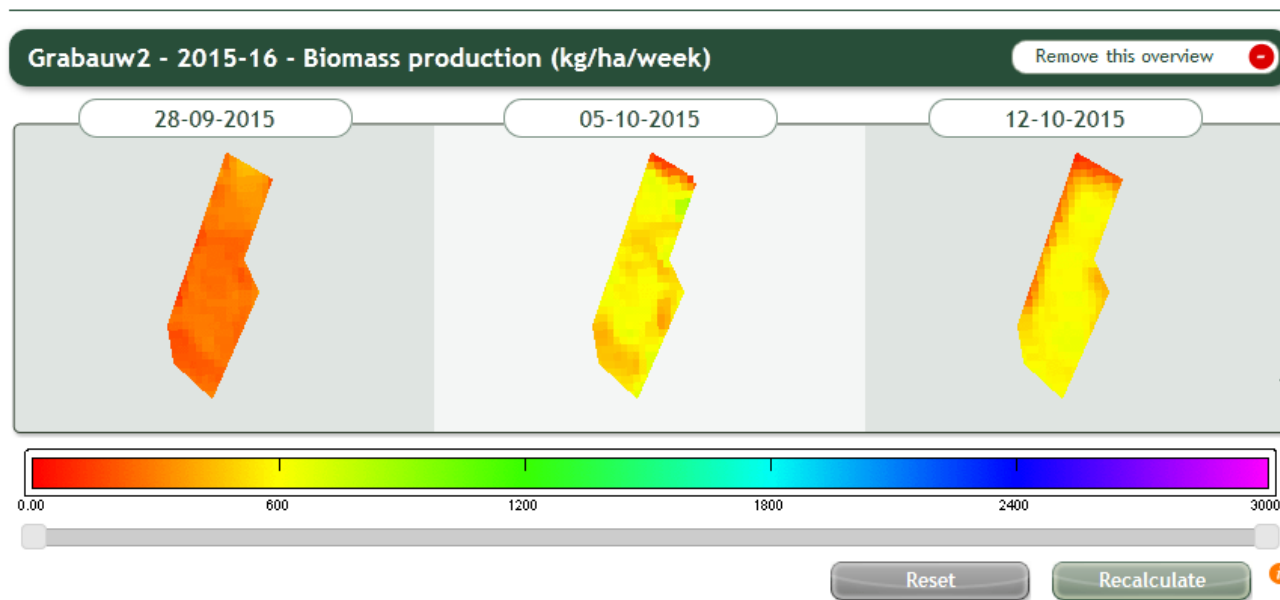 Grabauw2 - 2015-16 - Biomass production (kg/ha/week)
Remove this overview
28-09-2015 05-10-2015 12-10-2015
0.00 600 1200 1800 2400 3000
Reset Recalculate